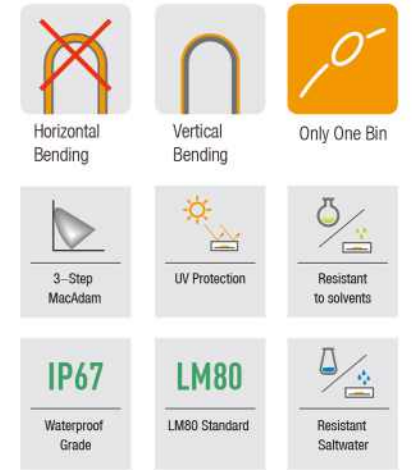 Horizontal
Bending
Vertical
Bending
Only One Bin
3-Step
MacAdam
UV Protection
Resistant
to solvents
IP67
Waterproof
Grade
LM80
LM80 Standard
Resistant
Saltwater